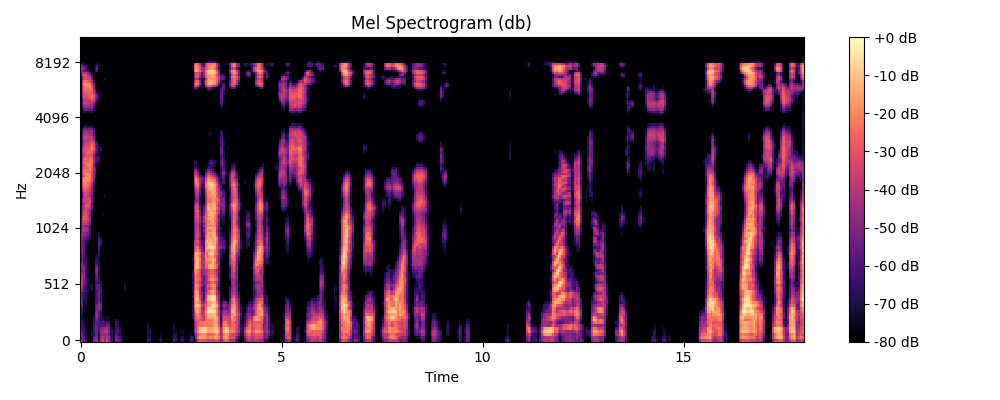 Mel Spectrogram (db)
8192
4096
2048
1024
512
0
Hz
0 5 10 15
Time
+0 dB
-10 dB
-20 dB
-30 dB
-40 dB
-50 dB
-60 dB
-70 dB
-80 dB